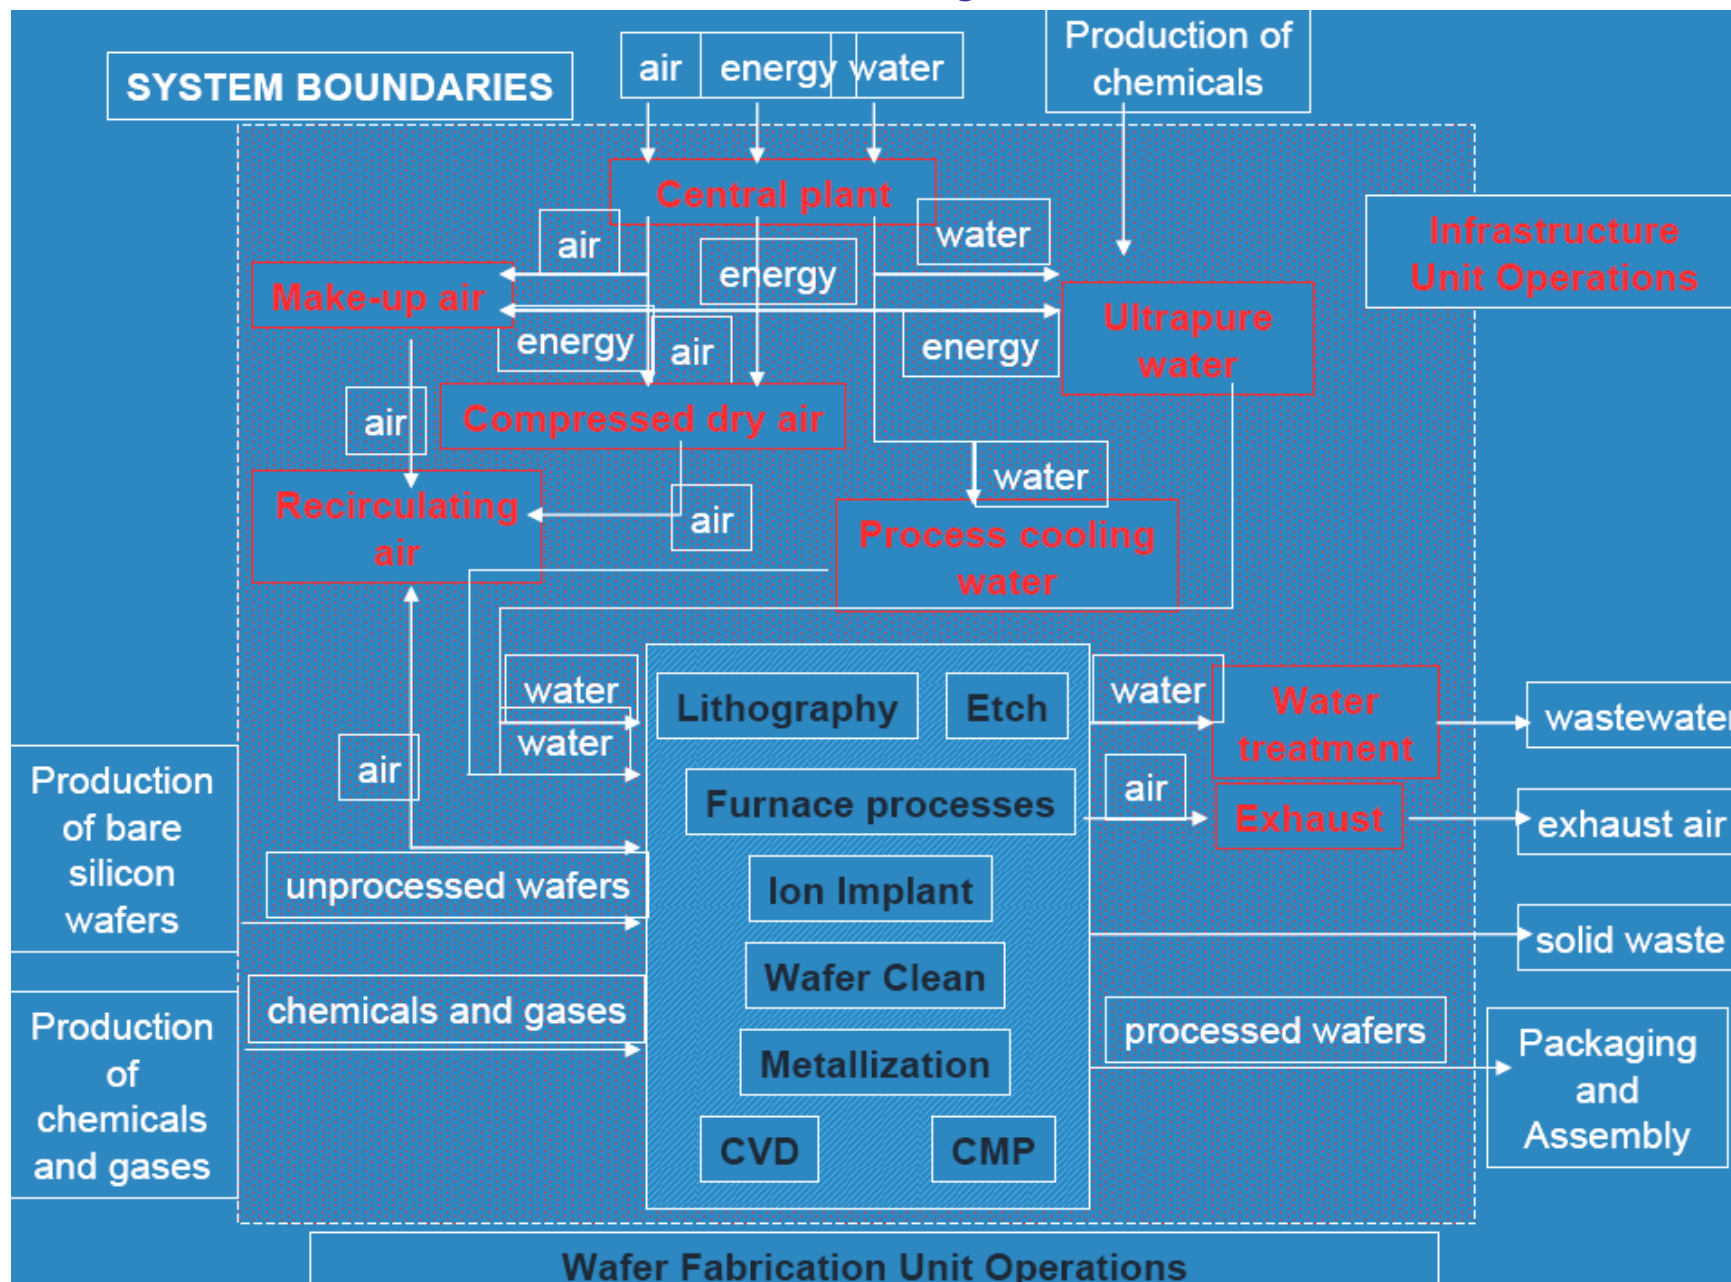 SYSTEM BOUNDARIES
air
energy
water
Production of
chemicals
Central plant
air
energy
water
Infrastructure
Unit Operations
Make-up air
energy
air
energy
Ultrapure
water
air
Compressed dry air
water
Recirculating
air
air
Process cooling
water
water
water
Lithography
Etch
water
Water
treatment
wastewater
air
Production
of bare
silicon
wafers
Furnace processes
air
Exhaust
exhaust air
unprocessed wafers
Ion Implant
solid waste
Wafer Clean
chemicals and gases
processed wafers
Production
of
chemicals
and gases
Metallization
Packaging
and
Assembly
CVD
CMP
Wafer Fabrication Unit Operations